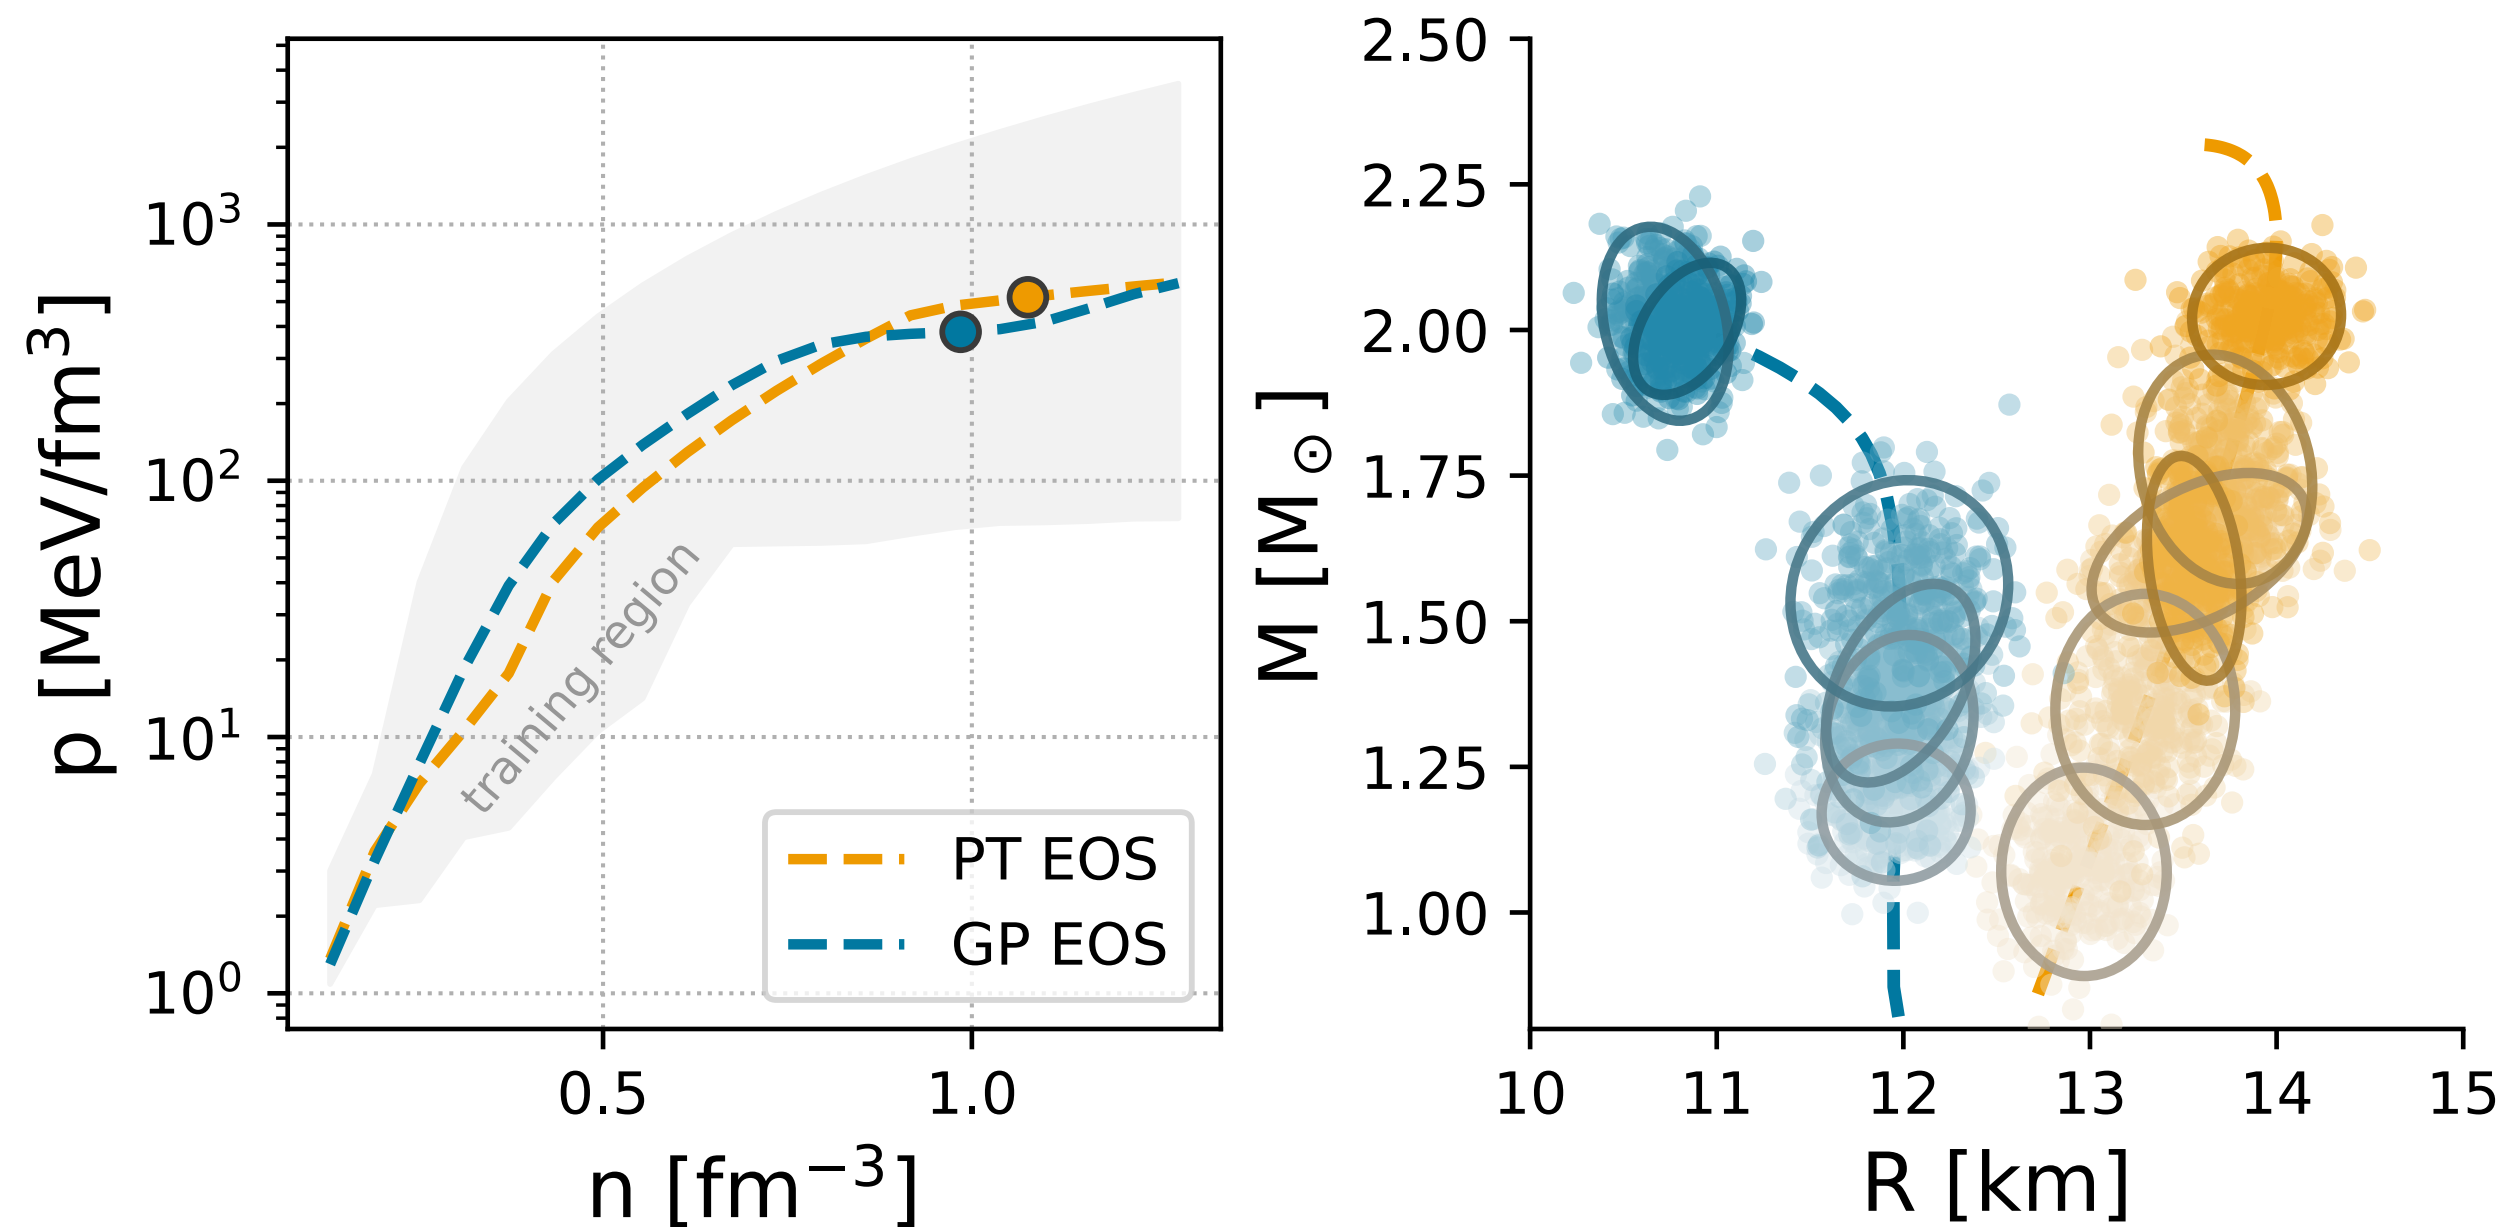 p [MeV/fm³]
10³
10²
10¹
10⁰
training region
PT EOS
GP EOS
0.5
1.0
n [fm⁻³]
M [M⊙]
2.50
2.25
2.00
1.75
1.50
1.25
1.00
10
11
12
13
14
15
R [km]